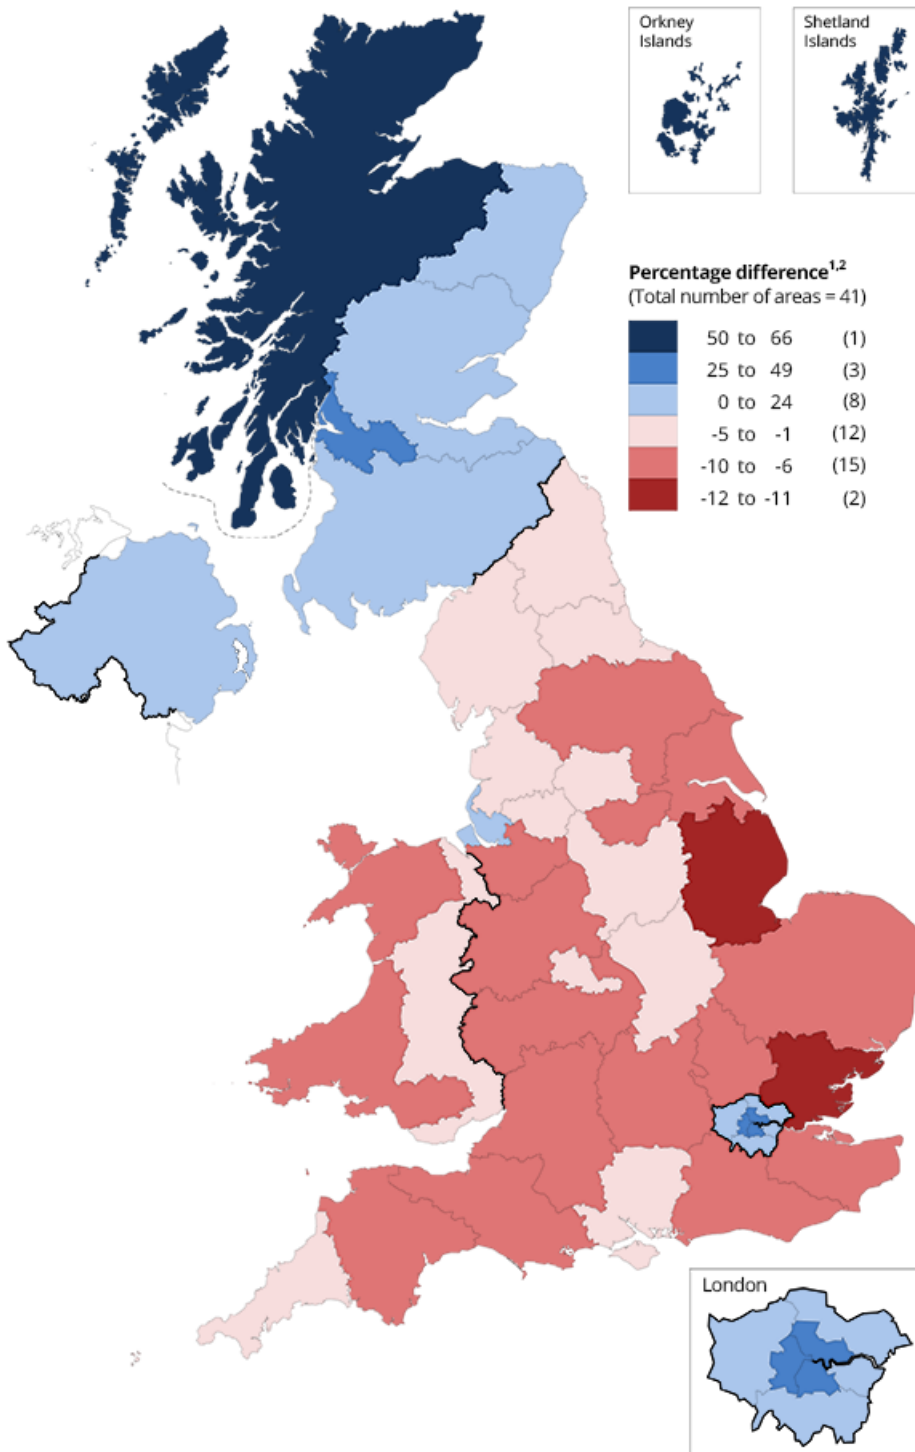 Orkney
Islands
Shetland
Islands
Percentage difference1,2
(Total number of areas = 41)
50 to 66 (1)
25 to 49 (3)
0 to 24 (8)
-5 to -1 (12)
-10 to -6 (15)
-12 to -11 (2)
London